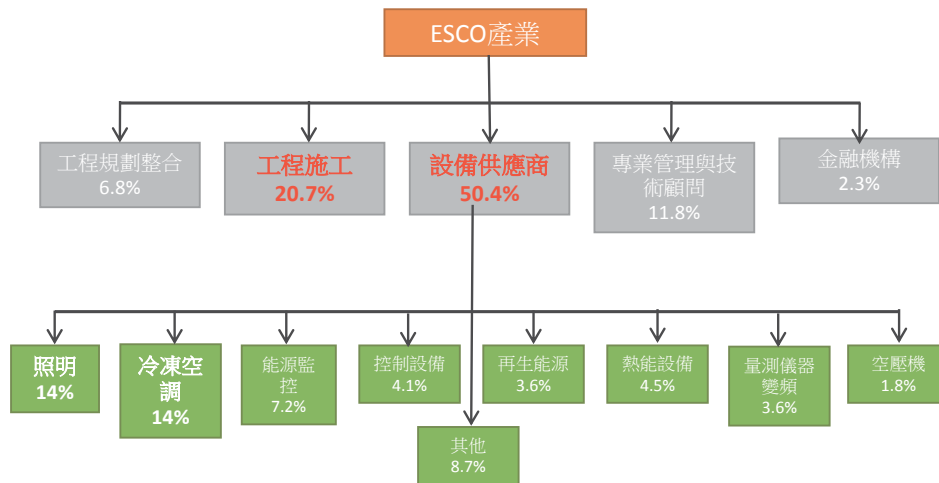 ESCO產業
工程規劃整合
6.8%
工程施工
20.7%
設備供應商
50.4%
專業管理與技
術顧問
11.8%
金融機構
2.3%
照明
14%
冷凍空
調
14%
能源監
控
7.2%
控制設備
4.1%
再生能源
3.6%
熱能設備
4.5%
量測儀器
變頻
3.6%
空壓機
1.8%
其他
8.7%